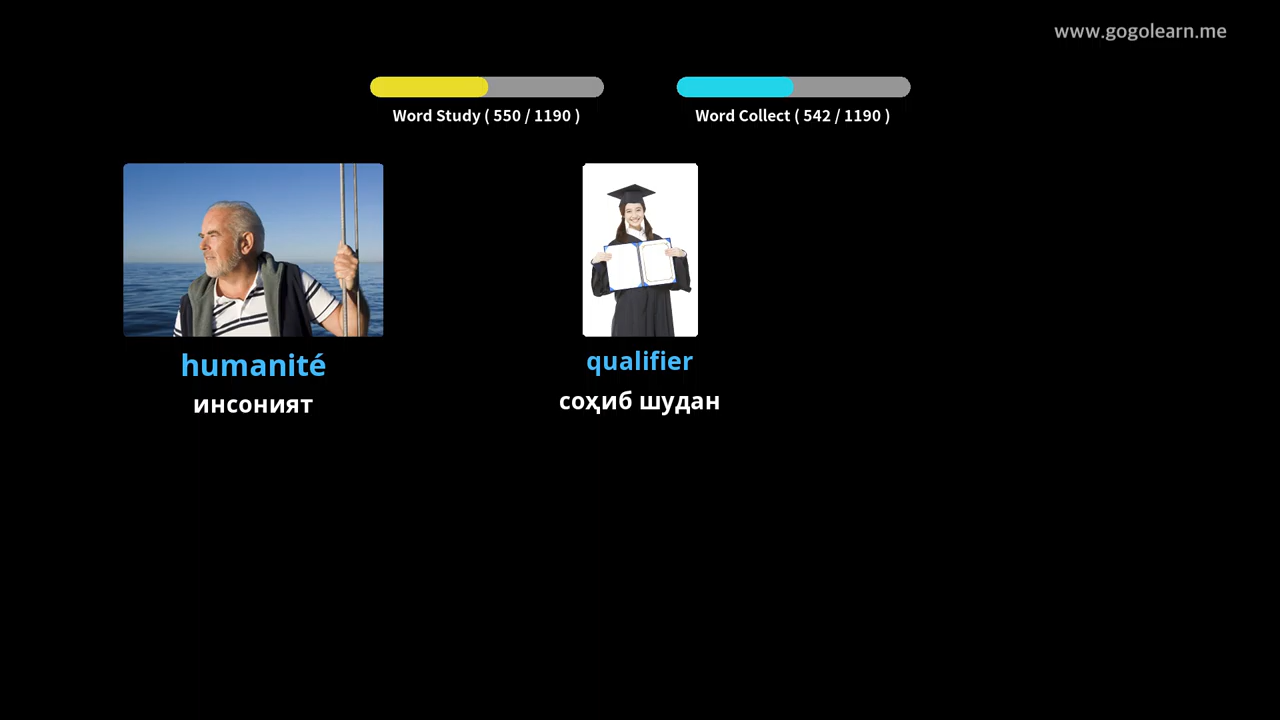 www.gogolearn.me
Word Study ( 550 / 1190 )
Word Collect ( 542 / 1190 )
humanité
инсоният
qualifier
соҳиб шудан